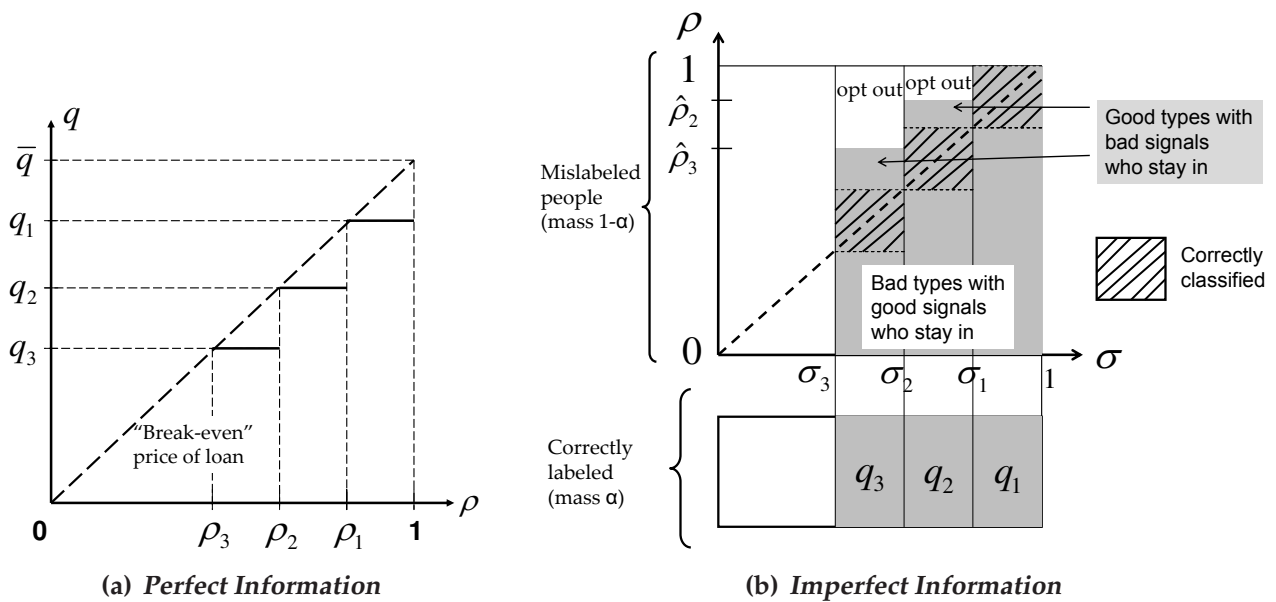 q
q̄
q₁
q₂
q₃
"Break-even"
price of loan
0
ρ₃
ρ₂
ρ₁
1
ρ
(a) Perfect Information
ρ
1
ρ̂₂
ρ̂₃
0
Mislabeled
people
(mass 1-α)
opt out
opt out
Good types with
bad signals
who stay in
Correctly
classified
Bad types with
good signals
who stay in
σ₃
σ₂
σ₁
1
σ
Correctly
labeled
(mass α)
q₃
q₂
q₁
(b) Imperfect Information